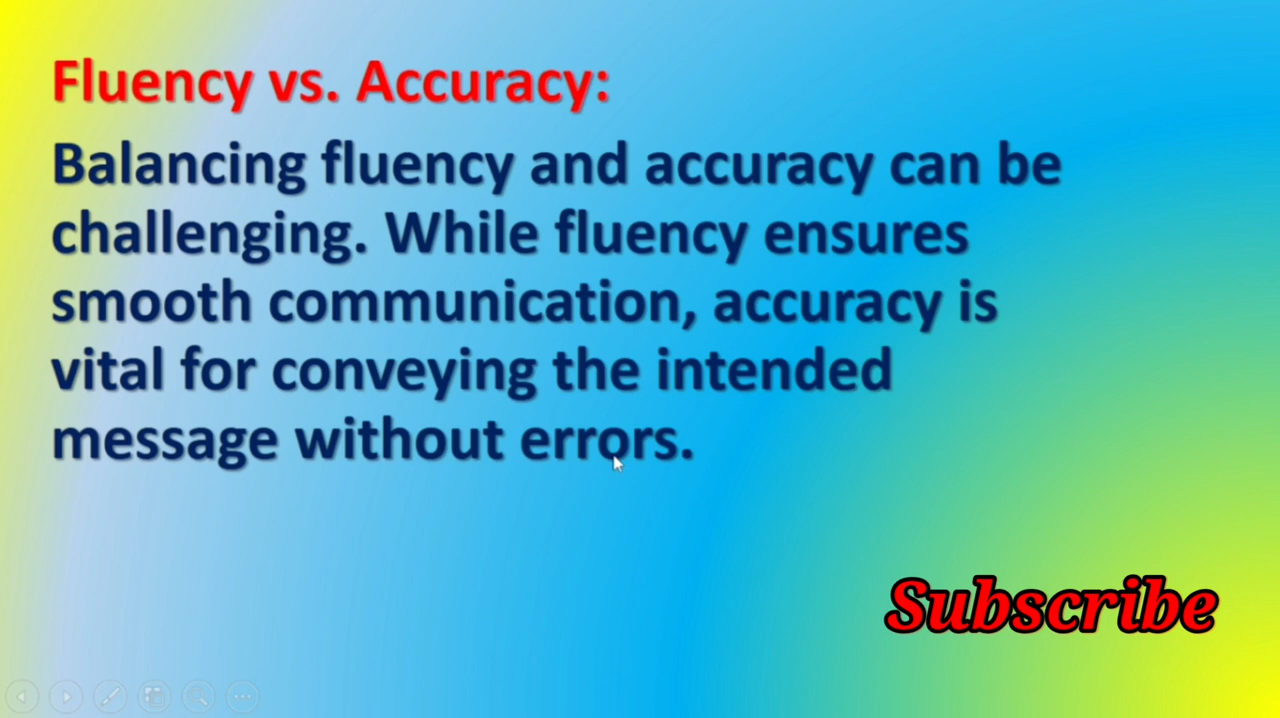 Fluency vs. Accuracy:
Balancing fluency and accuracy can be
challenging. While fluency ensures
smooth communication, accuracy is
vital for conveying the intended
message without errors.
Subscribe